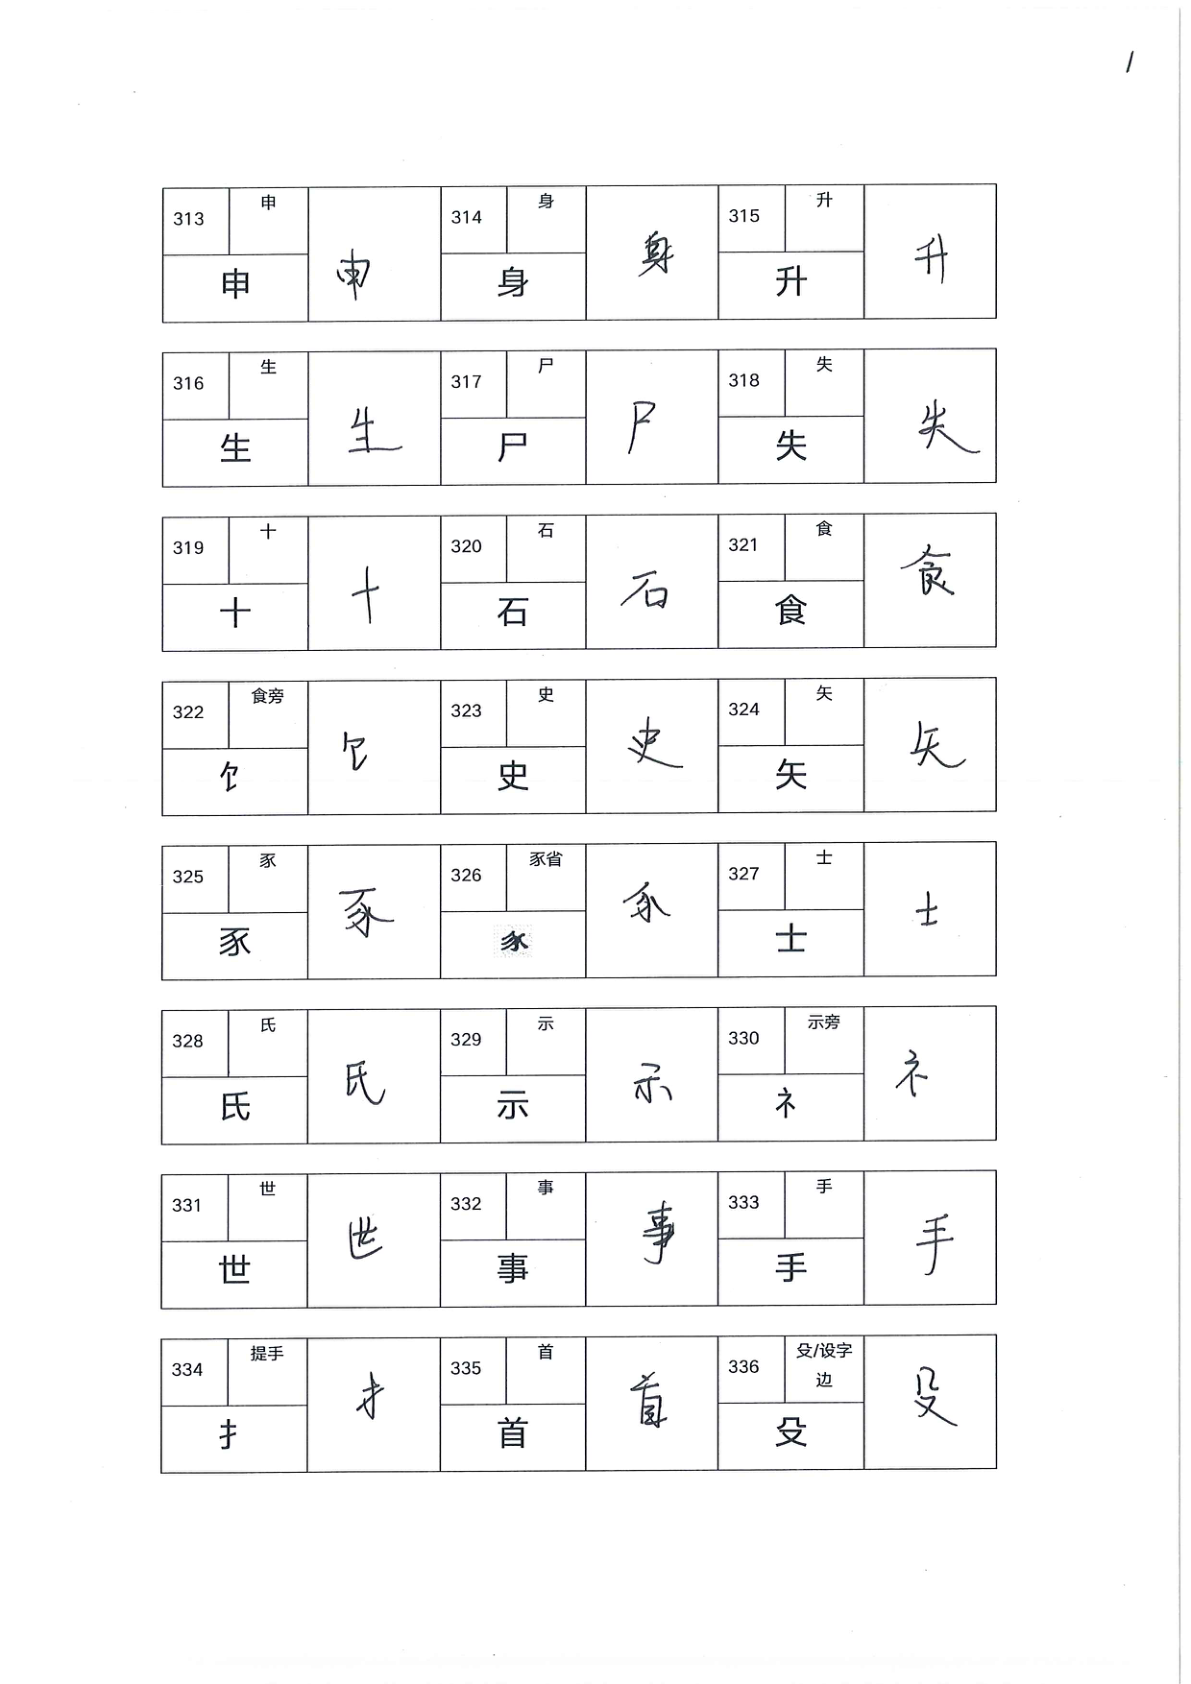 1
313 申 申 申
314 身 身 身
315 升 升 升
316 生 生 生
317 尸 尸 尸
318 失 失 失
319 十 十 十
320 石 石 石
321 食 食 食
322 食旁 饣 饣
323 史 史 史
324 矢 矢 矢
325 豕 豕 豕
326 豕省
327 士 士 士
328 氏 氏 氏
329 示 示 示
330 示旁 礻 礻
331 世 世 世
332 事 事 事
333 手 手 手
334 提手 扌 扌
335 首 首 首
336 殳/设字边 殳 殳